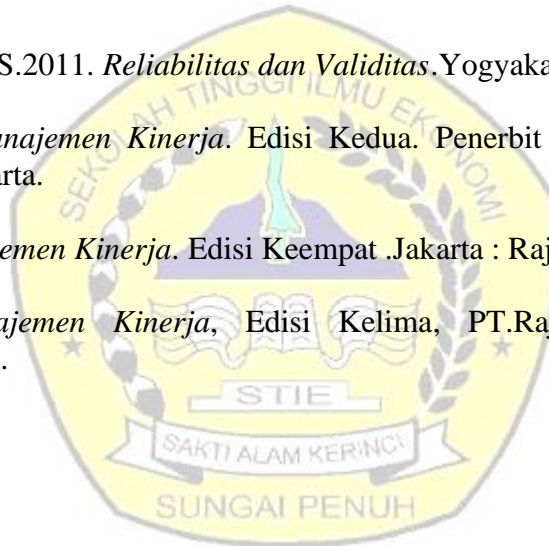 S.2011. Reliabilitas dan Validitas.Yogyaka
najemen Kinerja. Edisi Kedua. Penerbit
arta.
emen Kinerja. Edisi Keempat .Jakarta : Raj
ajemen Kinerja, Edisi Kelima, PT.Raj
.
SEKOLAH TINGGI ILMU EKONOMI
STIE
SAKTI ALAM KERINCI
SUNGAI PENUH